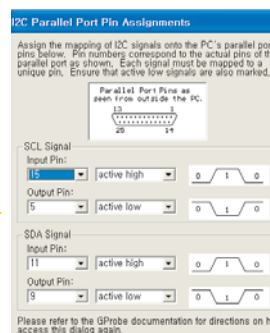 I2C Parallel Port Pin Assignments
Assign the mapping of I2C signals onto the PC's parallel por
pins below. Pin numbers correspond to the actual pins of th
parallel port as shown. Each signal must be mapped to a
unique pin. Ensure that active low signals are also marked.
Parallel Port Pins as
seen from outside the PC.
13 1
25 14
SCL Signal
Input Pin:
15 active high 0 1 0
Output Pin:
5 active low 0 1 0
SDA Signal
Input Pin:
11 active high 0 1 0
Output Pin:
9 active low 0 1 0
Please refer to the GProbe documentation for directions on h
access this dialog again.